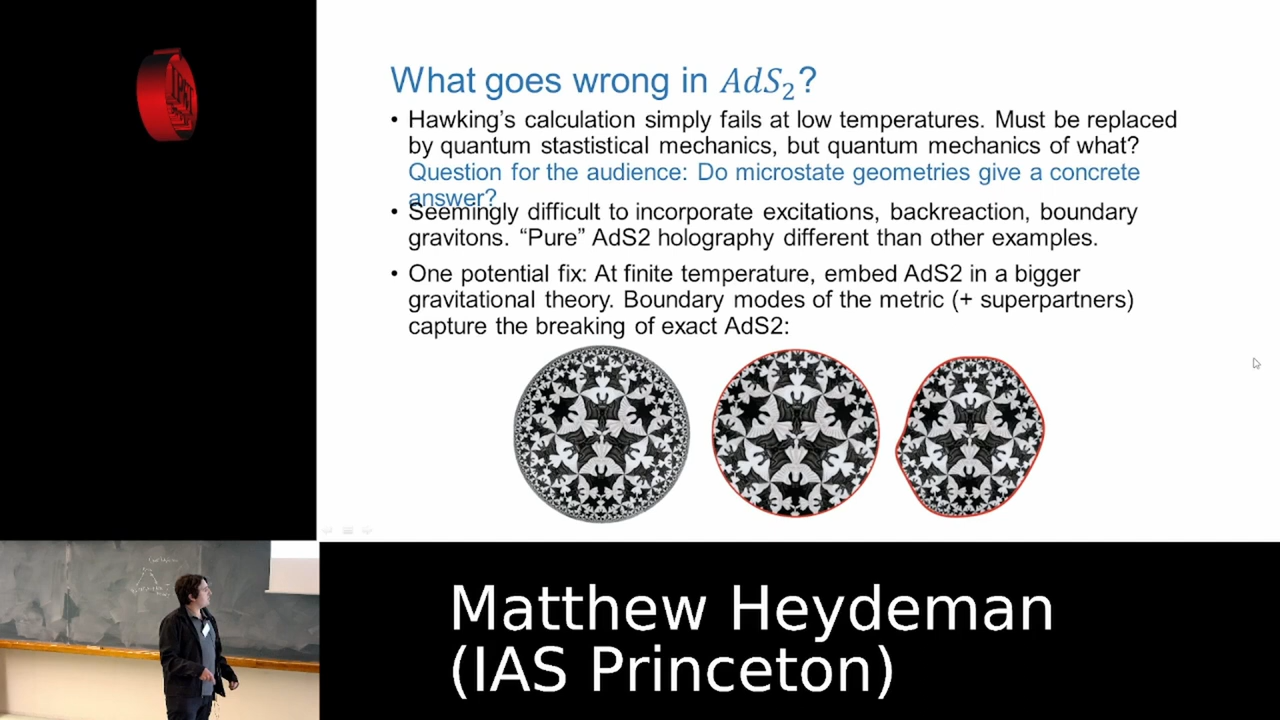 What goes wrong in AdS₂?
• Hawking's calculation simply fails at low temperatures. Must be replaced
by quantum stastistical mechanics, but quantum mechanics of what?
Question for the audience: Do microstate geometries give a concrete
answer?
• Seemingly difficult to incorporate excitations, backreaction, boundary
gravitons. “Pure” AdS2 holography different than other examples.
• One potential fix: At finite temperature, embed AdS2 in a bigger
gravitational theory. Boundary modes of the metric (+ superpartners)
capture the breaking of exact AdS2:
Matthew Heydeman
(IAS Princeton)